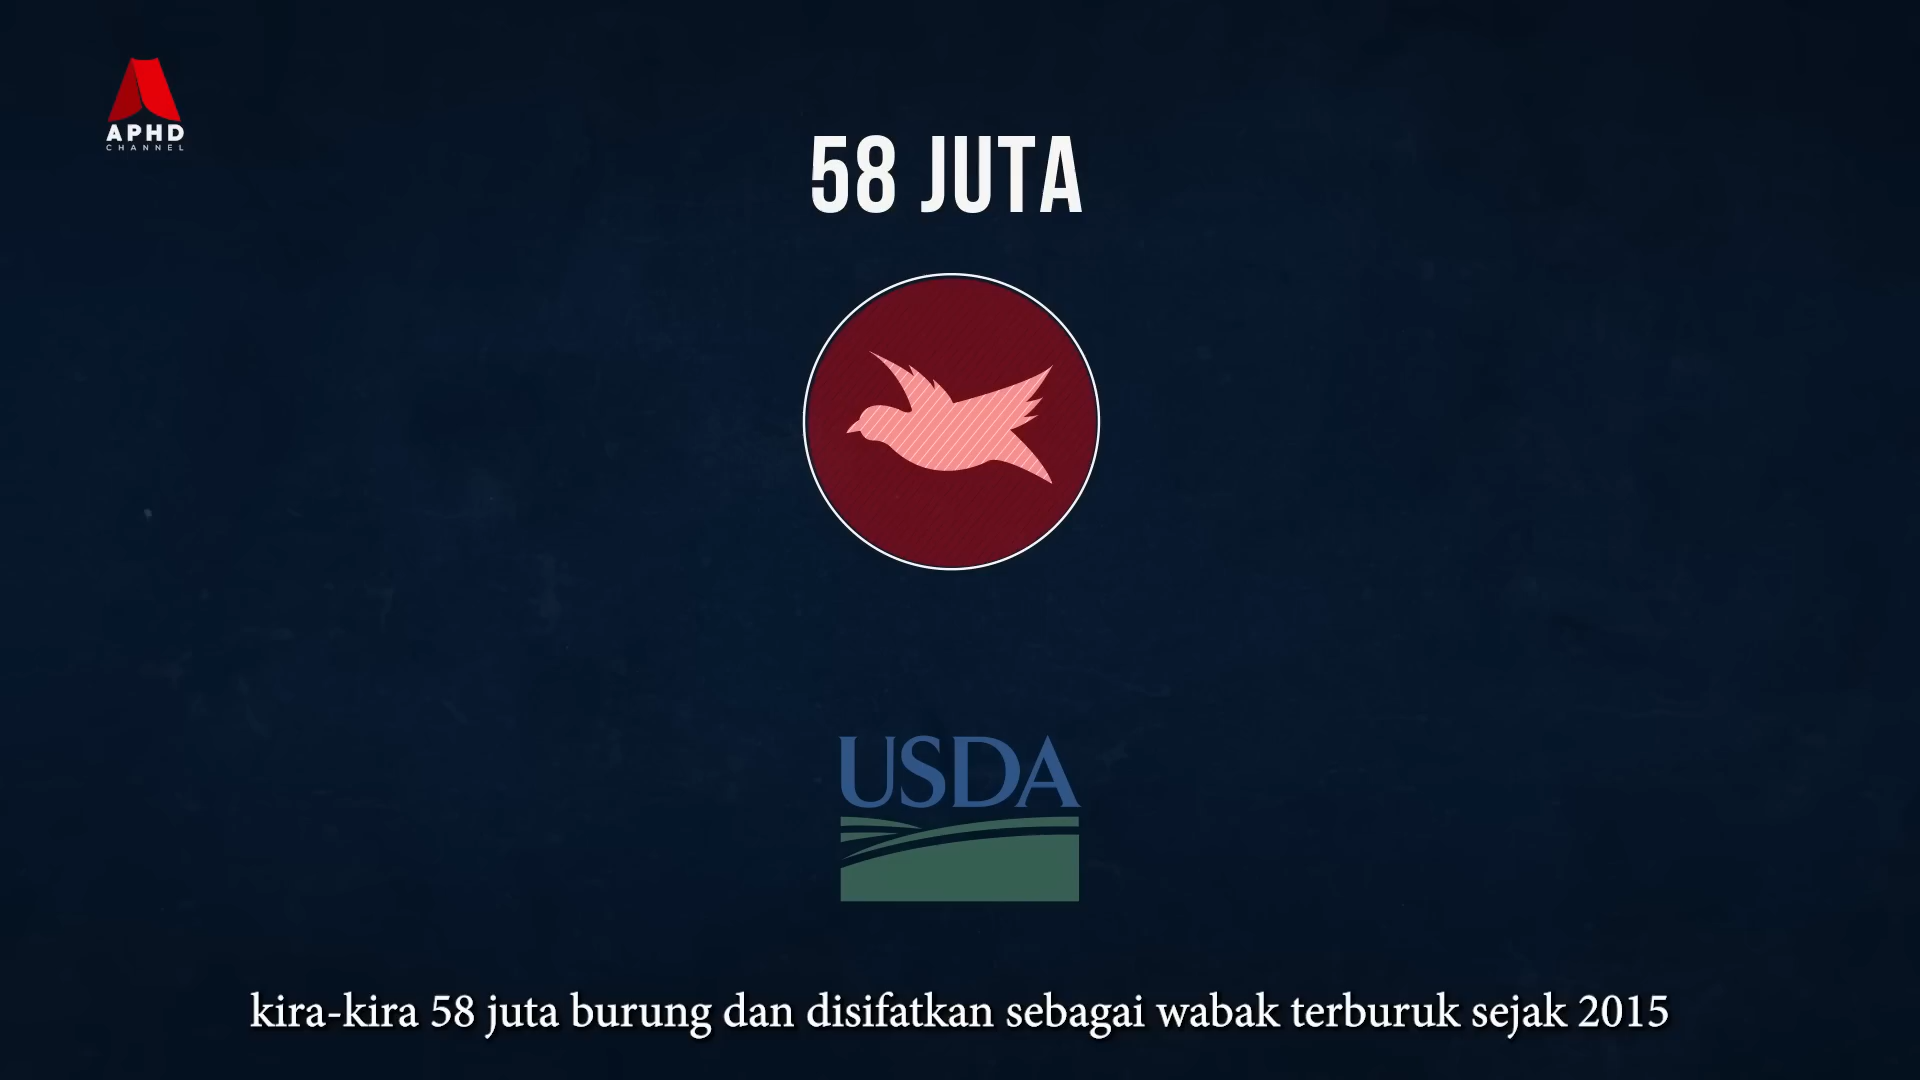 APHD
CHANNEL
58 JUTA
USDA
kira-kira 58 juta burung dan disifatkan sebagai wabak terburuk sejak 2015